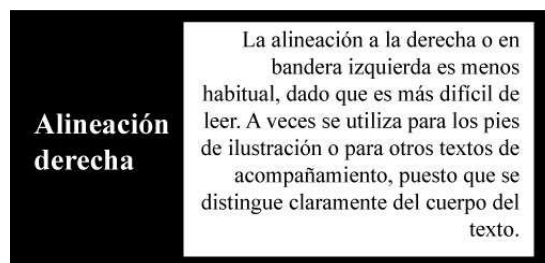 Alineación
derecha
La alineación a la derecha o en
bandera izquierda es menos
habitual, dado que es más difícil de
leer. A veces se utiliza para los pies
de ilustración o para otros textos de
acompañamiento, puesto que se
distingue claramente del cuerpo del
texto.